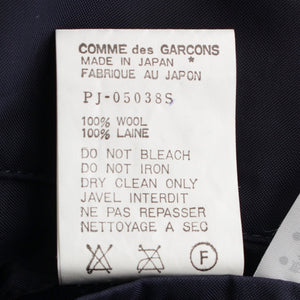 COMME des GARCONS
MADE IN JAPAN *
FABRIQUE AU JAPON
PJ-05038S
100% WOOL
100% LAINE
DO NOT BLEACH
DO NOT IRON
DRY CLEAN ONLY
JAVEL INTERDIT
NE PAS REPASSER
NETTOYAGE A SEC
F